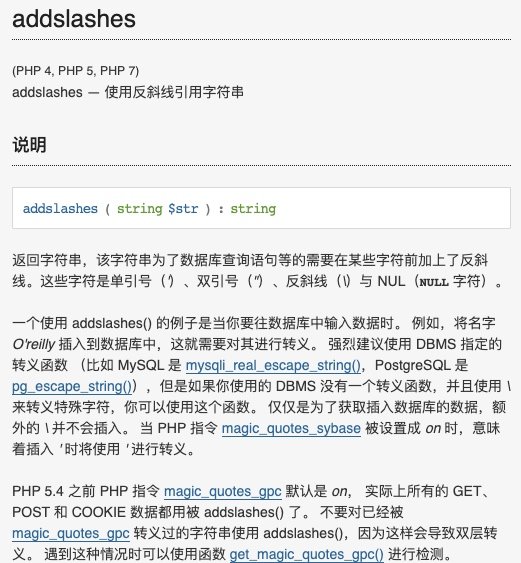 addslashes
(PHP 4, PHP 5, PHP 7)
addslashes — 使用反斜线引用字符串
说明
addslashes ( string $str ) : string
返回字符串，该字符串为了数据库查询语句等的需要在某些字符前加上了反斜
线。这些字符是单引号（'）、双引号（"）、反斜线（\）与 NUL（NULL 字符）。
一个使用 addslashes() 的例子是当你要往数据库中输入数据时。 例如，将名字
O'reilly 插入到数据库中，这就需要对其进行转义。 强烈建议使用 DBMS 指定的
转义函数 （比如 MySQL 是 mysqli_real_escape_string()，PostgreSQL 是
pg_escape_string()），但是如果你使用的 DBMS 没有一个转义函数，并且使用 \
来转义特殊字符，你可以使用这个函数。 仅仅是为了获取插入数据库的数据，额
外的 \ 并不会插入。 当 PHP 指令 magic_quotes_sybase 被设置成 on 时，意味
着插入 ' 时将使用 ' 进行转义。
PHP 5.4 之前 PHP 指令 magic_quotes_gpc 默认是 on， 实际上所有的 GET、
POST 和 COOKIE 数据都用被 addslashes() 了。 不要对已经被
magic_quotes_gpc 转义过的字符串使用 addslashes()，因为这样会导致双层转
义。 遇到这种情况时可以使用函数 get_magic_quotes_gpc() 进行检测。